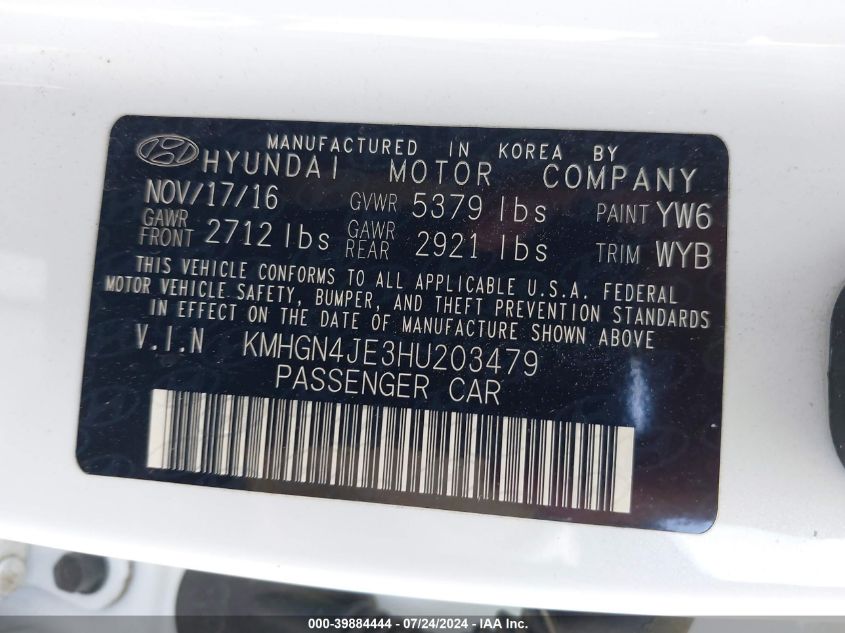 MANUFACTURED IN KOREA BY
HYUNDAI MOTOR COMPANY
NOV/17/16 GVWR 5379 lbs PAINT YW6
GAWR FRONT 2712 lbs GAWR REAR 2921 lbs TRIM WYB
THIS VEHICLE CONFORMS TO ALL APPLICABLE U.S.A. FEDERAL
MOTOR VEHICLE SAFETY, BUMPER, AND THEFT PREVENTION STANDARDS
IN EFFECT ON THE DATE OF MANUFACTURE SHOWN ABOVE
V.I.N KMHGN4JE3HU203479
PASSENGER CAR
000-39884444 - 07/24/2024 - IAA Inc.